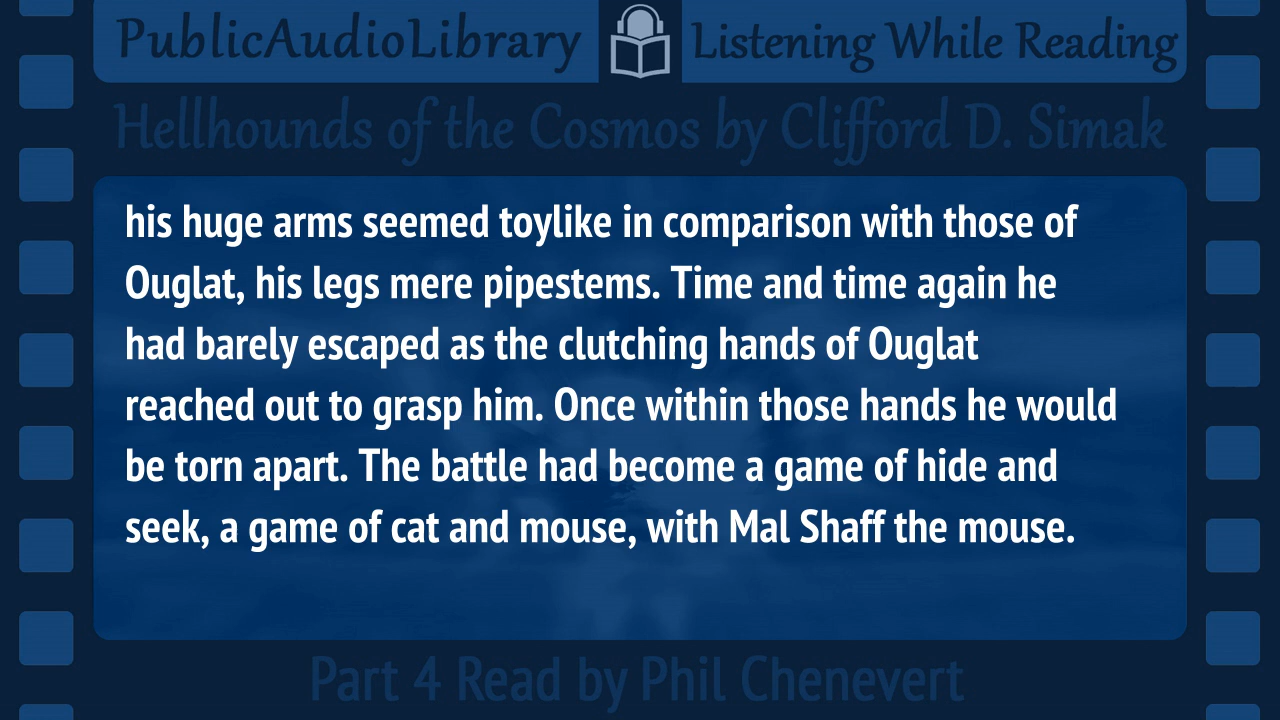 PublicAudioLibrary Listening While Reading
Hellhounds of the Cosmos by Clifford D. Simak
his huge arms seemed toylike in comparison with those of
Ouglat, his legs mere pipestems. Time and time again he
had barely escaped as the clutching hands of Ouglat
reached out to grasp him. Once within those hands he would
be torn apart. The battle had become a game of hide and
seek, a game of cat and mouse, with Mal Shaff the mouse.
Part 4 Read by Phil Chenevert